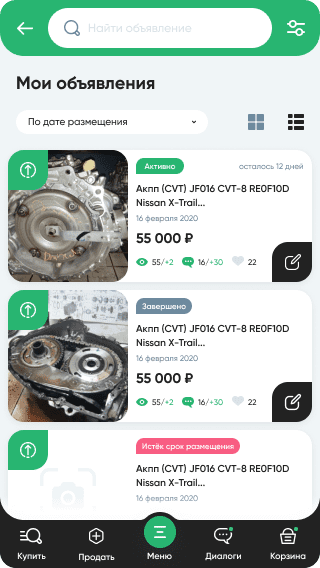 Найти объявление
Мои объявления
По дате размещения
Активно
осталось 12 дней
Акпп (CVT) JF016 CVT-8 RE0F10D
Nissan X-Trail...
16 февраля 2020
55 000 ₽
55/+2 16/+30 22
Завершено
Акпп (CVT) JF016 CVT-8 RE0F10D
Nissan X-Trail...
16 февраля 2020
55 000 ₽
55/+2 16/+30 22
Истёк срок размещения
Акпп (CVT) JF016 CVT-8 RE0F10D
Nissan X-Trail...
16 февраля 2020
Купить Продать Меню Диалоги Корзина